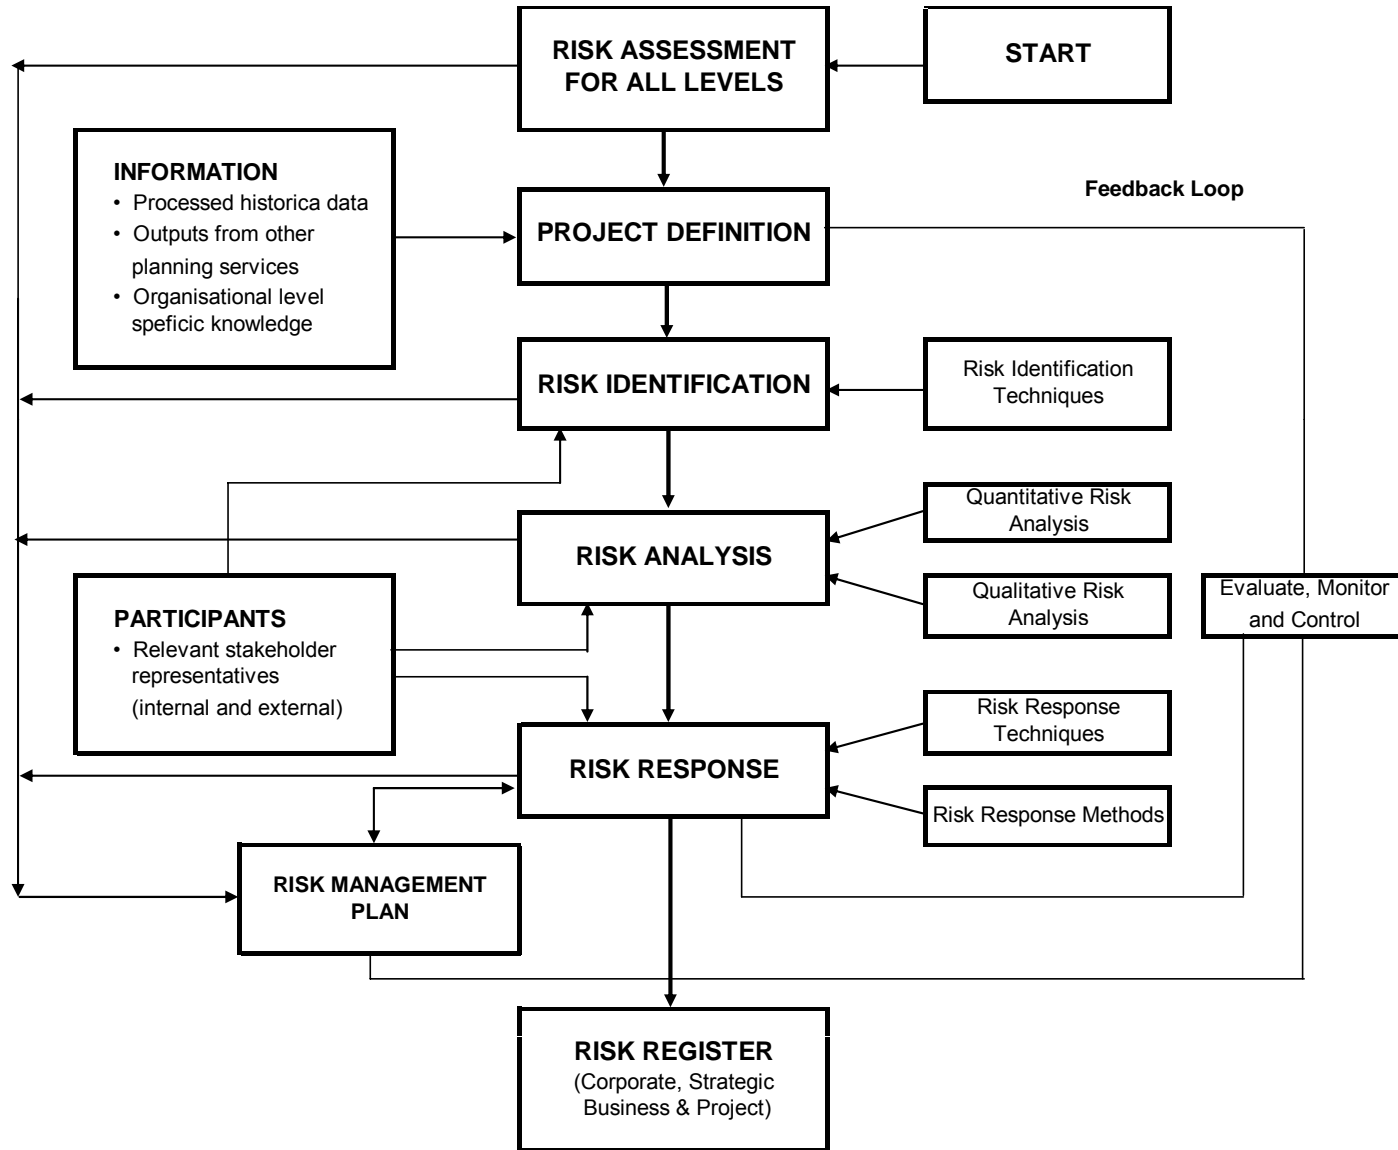 RISK ASSESSMENT
FOR ALL LEVELS
START
INFORMATION
• Processed historica data
• Outputs from other
planning services
• Organisational level
speficic knowledge
Feedback Loop
PROJECT DEFINITION
RISK IDENTIFICATION
Risk Identification
Techniques
Quantitative Risk
Analysis
RISK ANALYSIS
Qualitative Risk
Analysis
Evaluate, Monitor
and Control
PARTICIPANTS
• Relevant stakeholder
representatives
(internal and external)
Risk Response
Techniques
RISK RESPONSE
Risk Response Methods
RISK MANAGEMENT
PLAN
RISK REGISTER
(Corporate, Strategic
Business & Project)